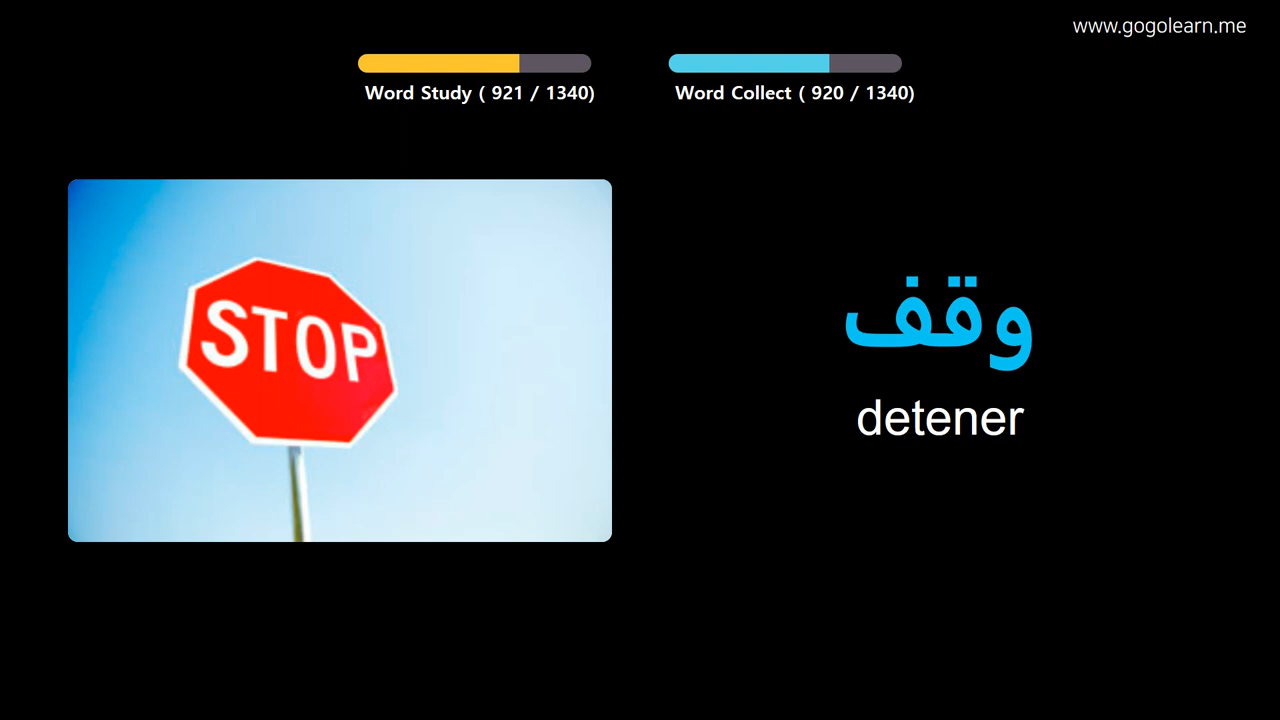 www.gogolearn.me
Word Study ( 921 / 1340)
Word Collect ( 920 / 1340)
STOP
وقف
detener